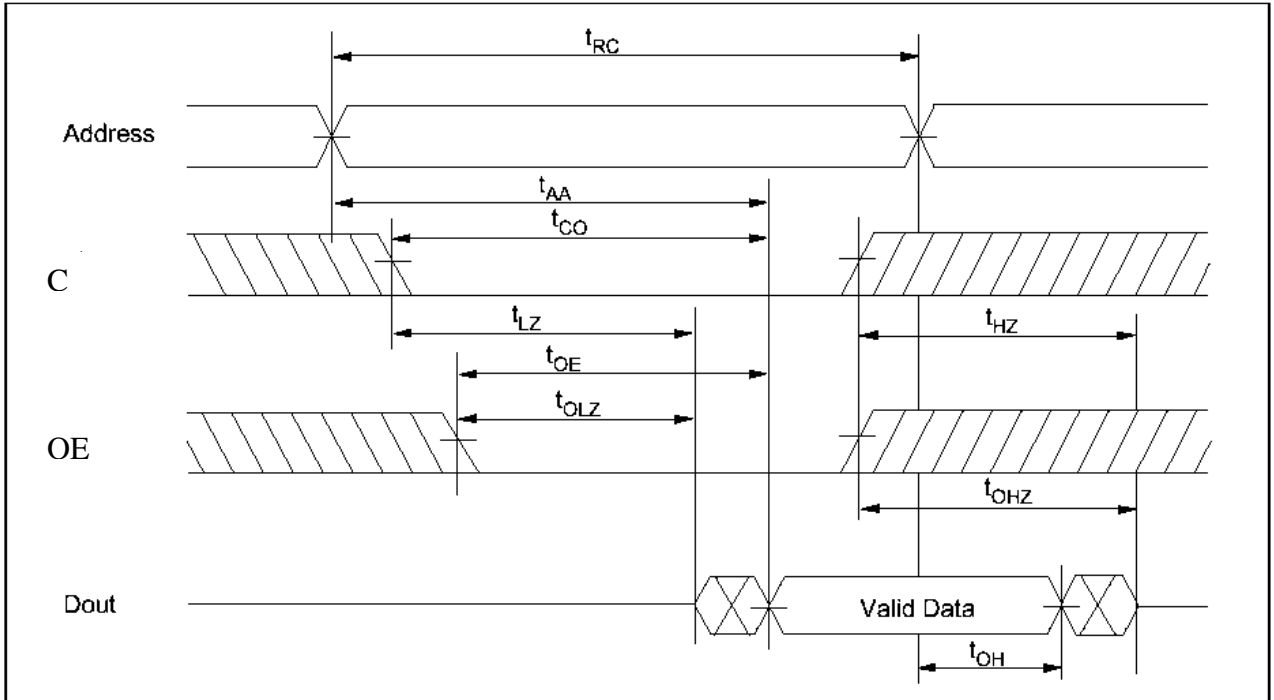 tRC
Address
tAA
tCO
C
tLZ
tHZ
tOE
tOLZ
OE
tOHZ
Dout
Valid Data
tOH